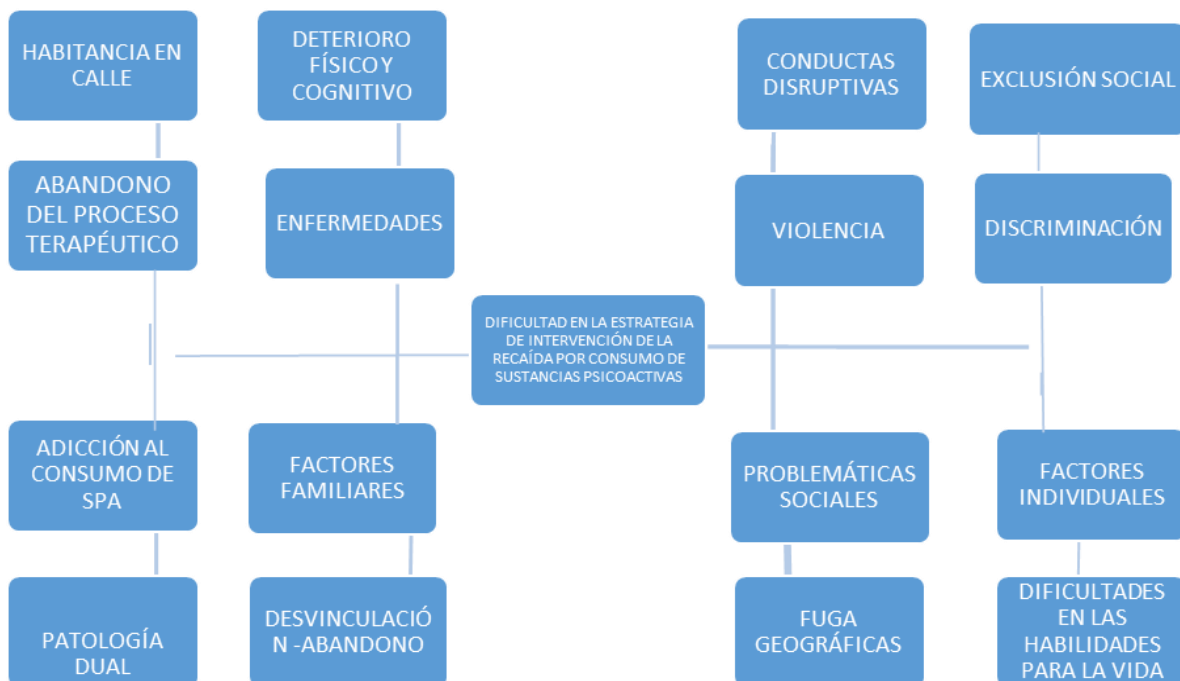 HABITANCIA EN
CALLE
DETERIORO
FÍSICO Y
COGNITIVO
CONDUCTAS
DISRUPTIVAS
EXCLUSIÓN SOCIAL
ABANDONO
DEL PROCESO
TERAPÉUTICO
ENFERMEDADES
VIOLENCIA
DISCRIMINACIÓN
DIFICULTAD EN LA ESTRATEGIA
DE INTERVENCIÓN DE LA
RECAÍDA POR CONSUMO DE
SUSTANCIAS PSICOACTIVAS
ADICCIÓN AL
CONSUMO DE
SPA
FACTORES
FAMILIARES
PROBLEMÁTICAS
SOCIALES
FACTORES
INDIVIDUALES
PATOLOGÍA
DUAL
DESVINCULACIÓ
N -ABANDONO
FUGA
GEOGRÁFICAS
DIFICULTADES
EN LAS
HABILIDADES
PARA LA VIDA